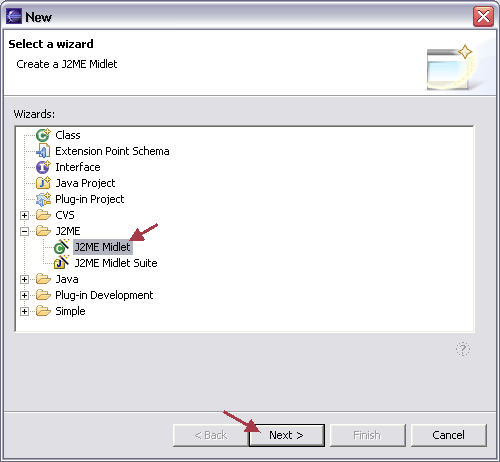 New
Select a wizard
Create a J2ME Midlet
Wizards:
Class
Extension Point Schema
Interface
Java Project
Plug-in Project
CVS
J2ME
J2ME Midlet
J2ME Midlet Suite
Java
Plug-in Development
Simple
< Back Next > Finish Cancel